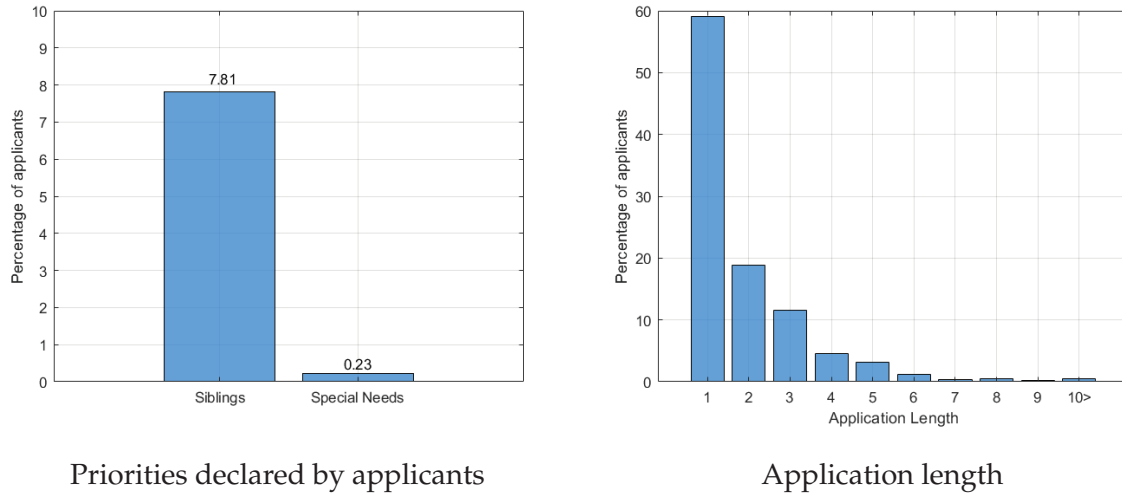 Percentage of applicants
10
9
8
7
6
5
4
3
2
1
0
7.81
0.23
Siblings
Special Needs
Priorities declared by applicants
Percentage of applicants
60
50
40
30
20
10
0
1 2 3 4 5 6 7 8 9 10>
Application Length
Application length